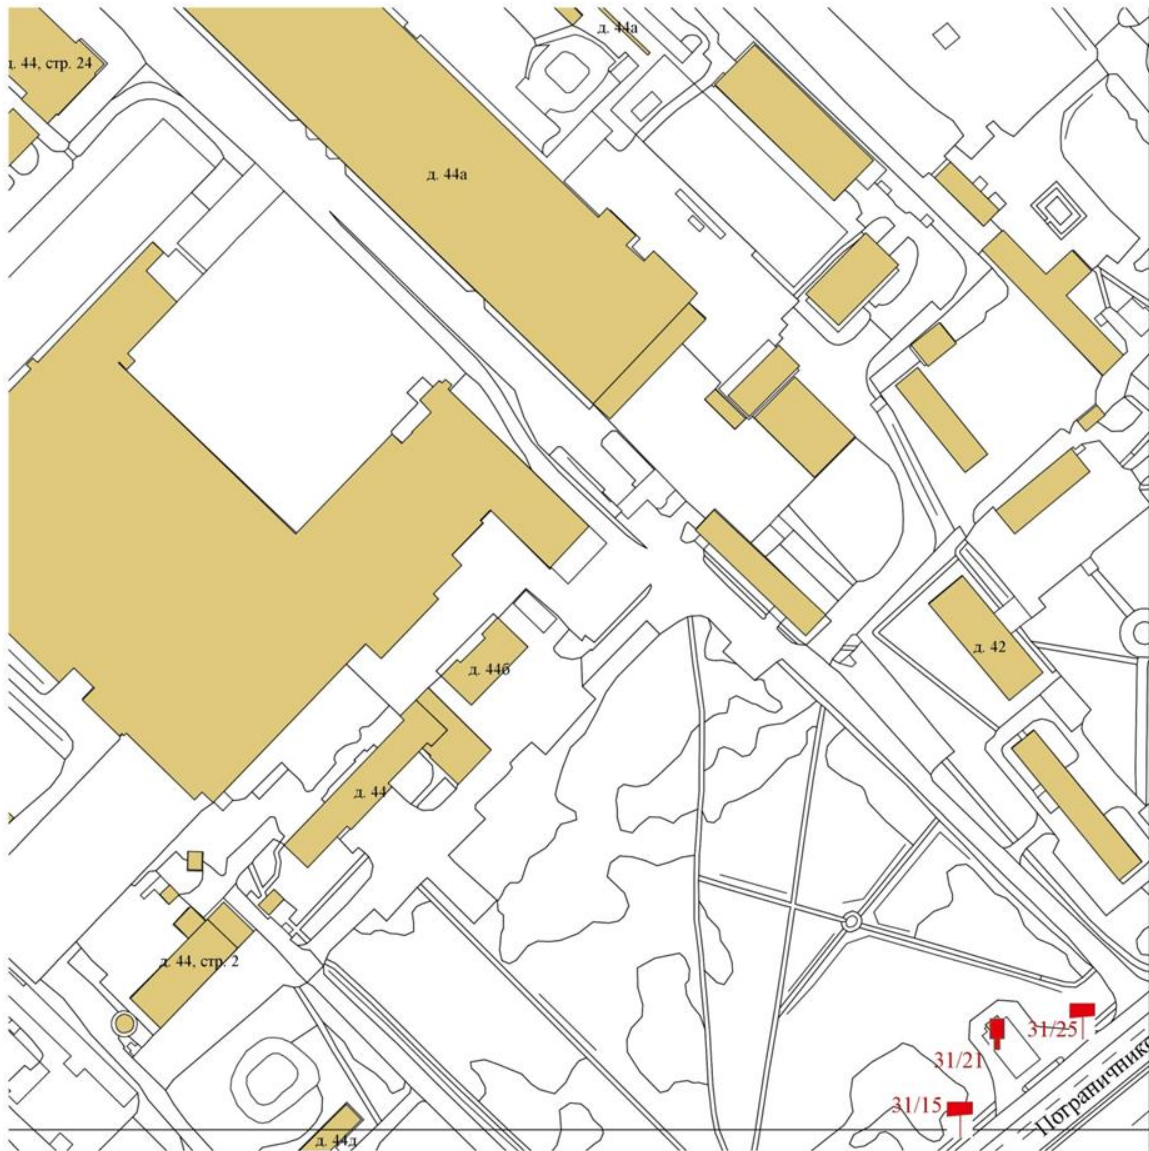 д. 44а
д. 44, стр. 24
д. 44а
д. 42
д. 44б
д. 44
д. 44, стр. 2
31/25
31/21
31/15
Пограничнико
д. 44д